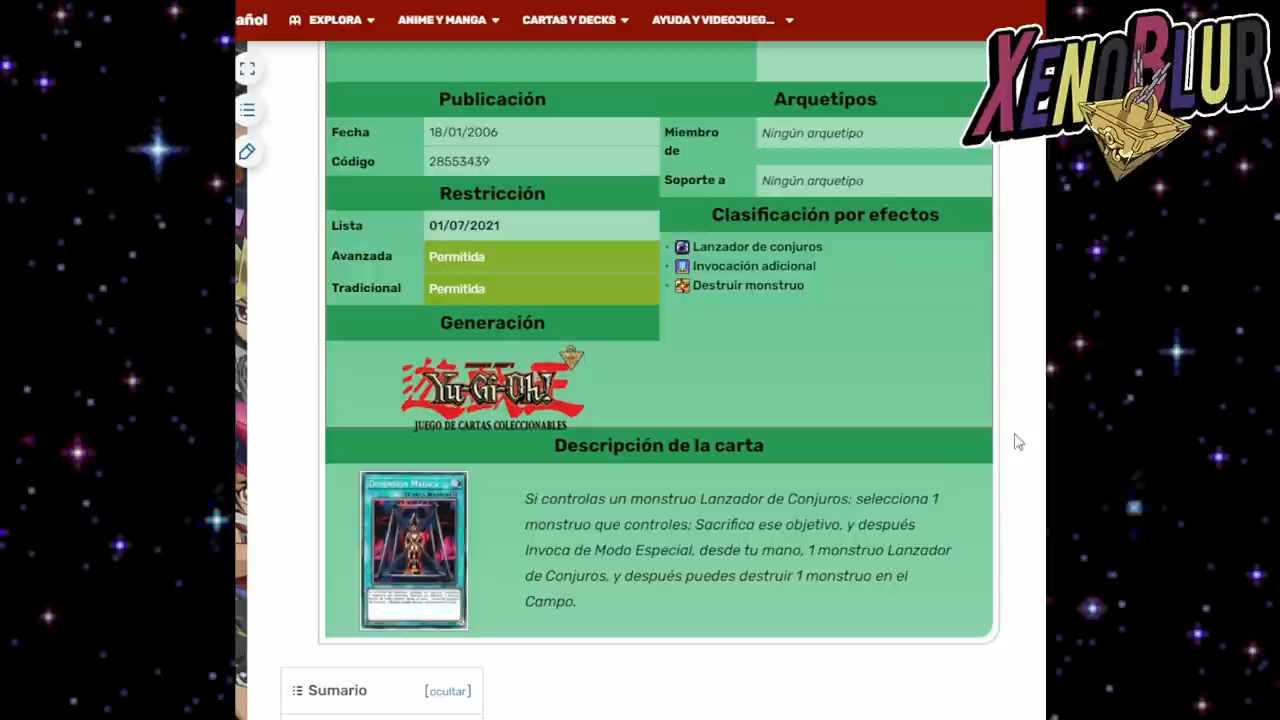 añol
EXPLORA
ANIME Y MANGA
CARTAS Y DECKS
AYUDA Y VIDEOJUEG...
XENOBLUR
Publicación
Arquetipos
Fecha
18/01/2006
Código
28553439
Miembro
de
Ningún arquetipo
Soporte a
Ningún arquetipo
Restricción
Clasificación por efectos
Lista
01/07/2021
Avanzada
Permitida
Tradicional
Permitida
Lanzador de conjuros
Invocación adicional
Destruir monstruo
Generación
Yu-Gi-Oh!
JUEGO DE CARTAS COLECCIONABLES
Descripción de la carta
Dimensión Mágica
Si controlas un monstruo Lanzador de Conjuros: selecciona 1
monstruo que controles; Sacrifica ese objetivo, y después
Invoca de Modo Especial, desde tu mano, 1 monstruo Lanzador
de Conjuros, y después puedes destruir 1 monstruo en el
Campo.
Sumario
[ocultar]